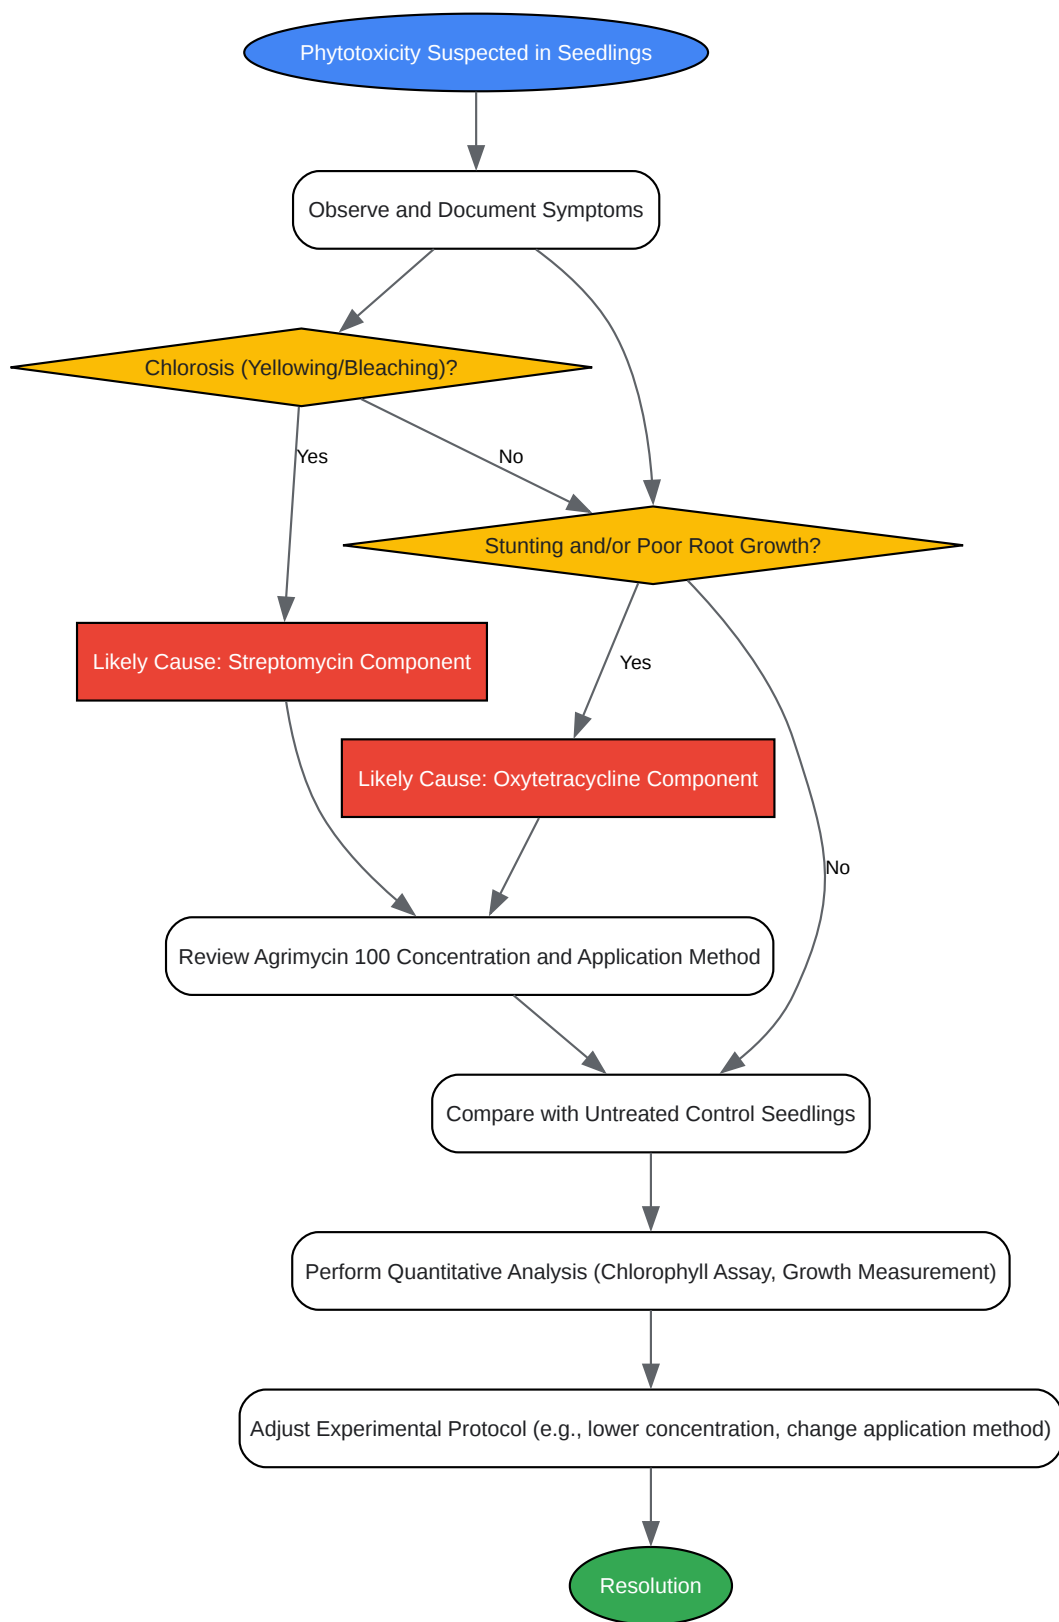 Phytotoxicity Suspected in Seedlings
Observe and Document Symptoms
Chlorosis (Yellowing/Bleaching)?
Yes
No
Stunting and/or Poor Root Growth?
Likely Cause: Streptomycin Component
Yes
Likely Cause: Oxytetracycline Component
No
Review Agrimycin 100 Concentration and Application Method
Compare with Untreated Control Seedlings
Perform Quantitative Analysis (Chlorophyll Assay, Growth Measurement)
Adjust Experimental Protocol (e.g., lower concentration, change application method)
Resolution